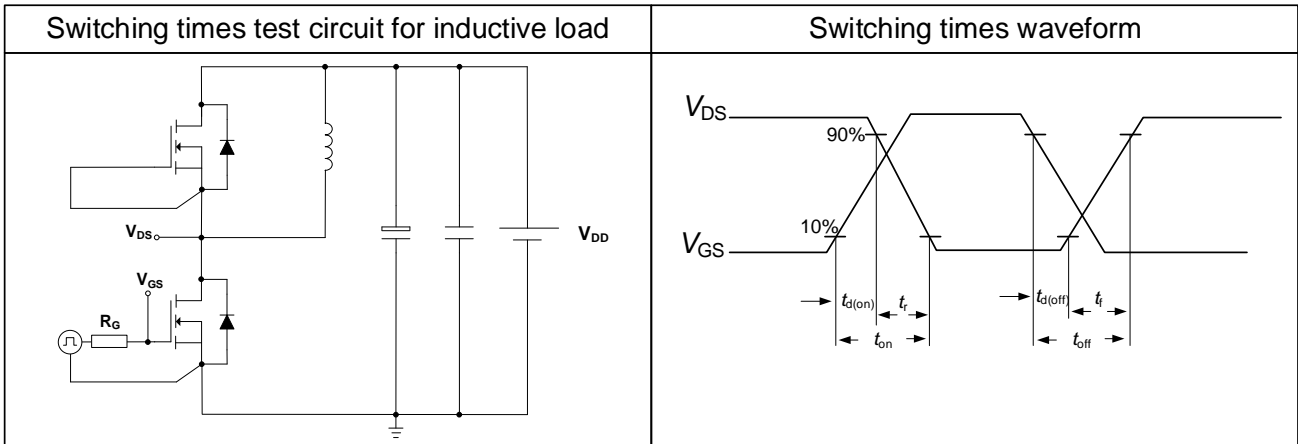 Switching times test circuit for inductive load
Switching times waveform
VDS
VDD
VGS
RG
VDS
90%
10%
VGS
td(on)
tr
td(off)
tf
ton
toff